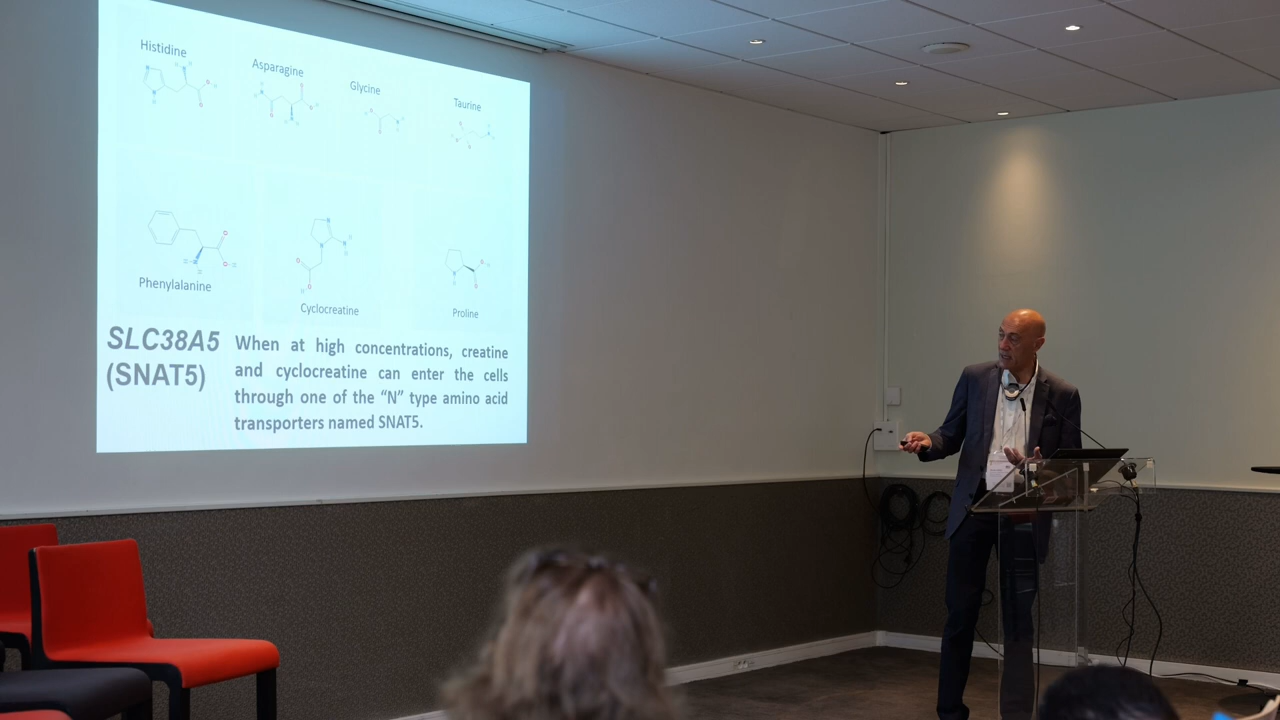 Histidine
Asparagine
Glycine
Taurine
Phenylalanine
Cyclocreatine
Proline
SLC38A5
(SNAT5)
When at high concentrations, creatine
and cyclocreatine can enter the cells
through one of the “N” type amino acid
transporters named SNAT5.